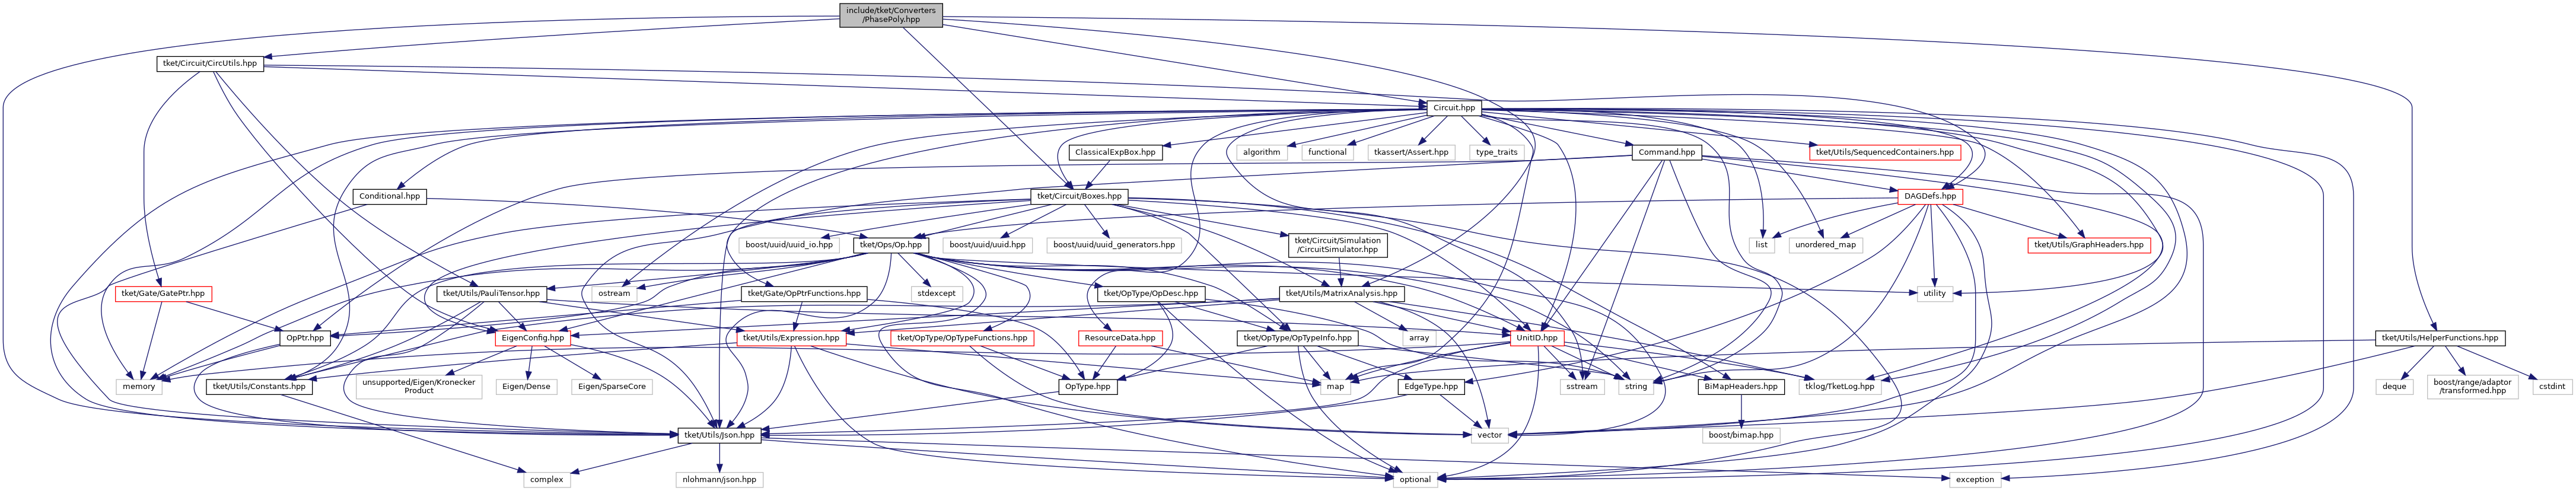 include/tket/Converters
/PhasePoly.hpp
tket/Circuit/CircUtils.hpp
Circuit.hpp
ClassicalExpBox.hpp
algorithm
functional
tkassert/Assert.hpp
type_traits
Command.hpp
tket/Utils/SequencedContainers.hpp
Conditional.hpp
tket/Circuit/Boxes.hpp
DAGDefs.hpp
boost/uuid/uuid_io.hpp
tket/Ops/Op.hpp
boost/uuid/uuid.hpp
boost/uuid/uuid_generators.hpp
tket/Circuit/Simulation
/CircuitSimulator.hpp
list
unordered_map
tket/Utils/GraphHeaders.hpp
tket/Gate/GatePtr.hpp
tket/Utils/PauliTensor.hpp
ostream
tket/Gate/OpPtrFunctions.hpp
stdexcept
tket/OpType/OpDesc.hpp
tket/Utils/MatrixAnalysis.hpp
utility
OpPtr.hpp
EigenConfig.hpp
tket/Utils/Expression.hpp
tket/OpType/OpTypeFunctions.hpp
ResourceData.hpp
tket/OpType/OpTypeInfo.hpp
array
UnitID.hpp
tket/Utils/HelperFunctions.hpp
memory
tket/Utils/Constants.hpp
unsupported/Eigen/Kronecker
Product
Eigen/Dense
Eigen/SparseCore
OpType.hpp
map
EdgeType.hpp
sstream
string
BiMapHeaders.hpp
tklog/TketLog.hpp
deque
boost/range/adaptor
/transformed.hpp
cstdint
tket/Utils/Json.hpp
vector
boost/bimap.hpp
complex
nlohmann/json.hpp
optional
exception